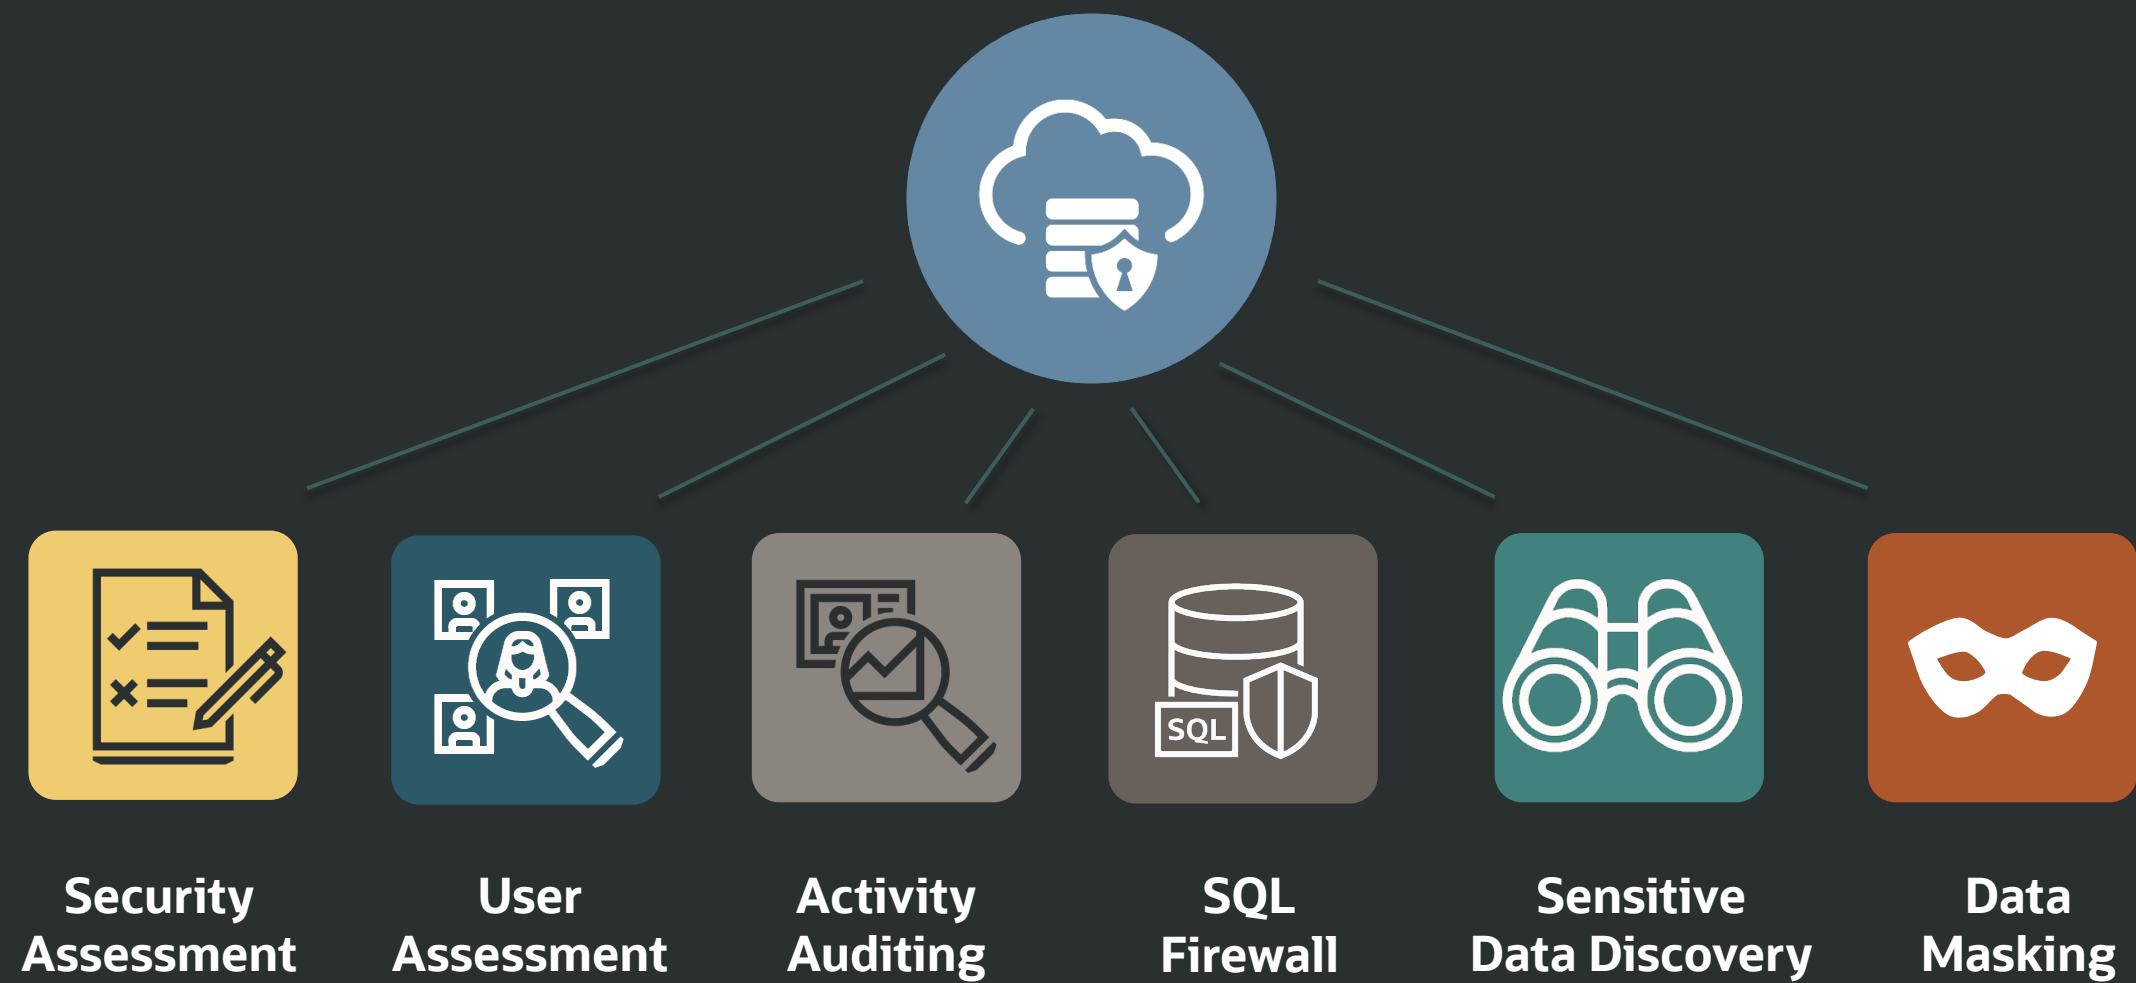 SQL
Security
Assessment
User
Assessment
Activity
Auditing
SQL
Firewall
Sensitive
Data Discovery
Data
Masking